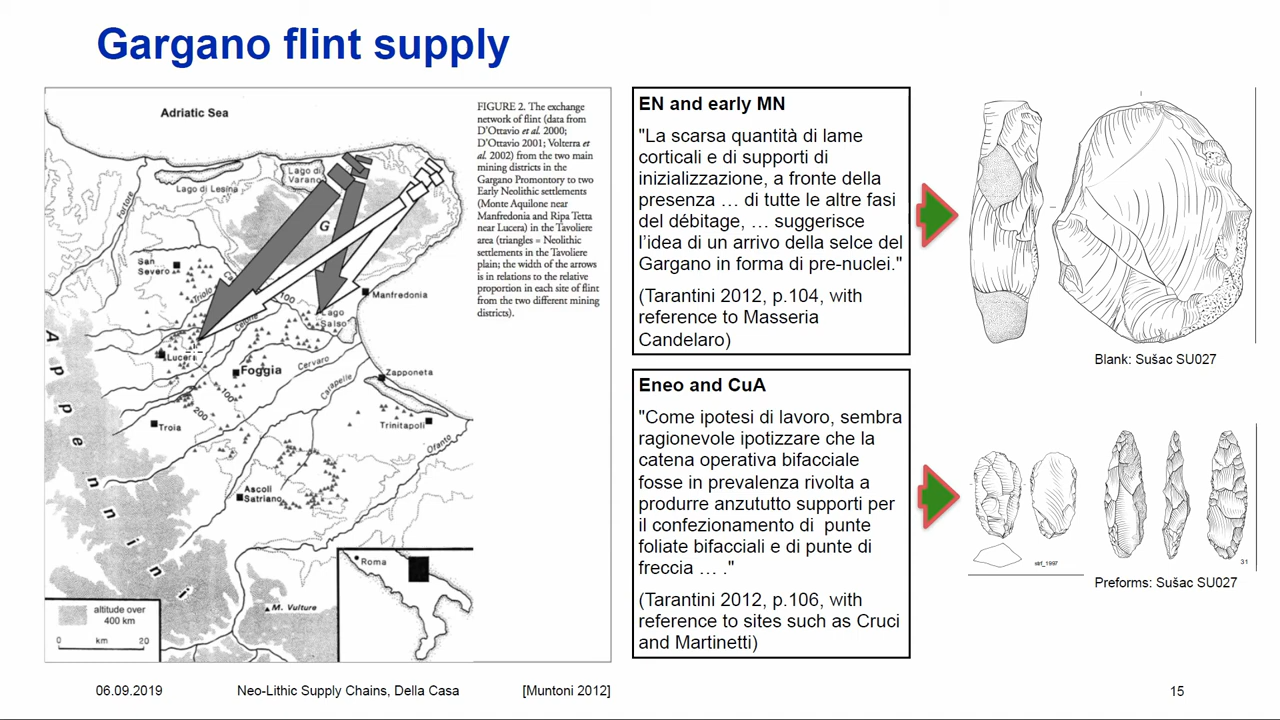 Gargano flint supply
Adriatic Sea
Lago di Lesina
Lago di
Varano
Fortore
G
San
Severo
Triolo
Manfredonia
100
Lago
Salso
Celone
Lucera
Foggia
Cervaro
Carapelle
Zapponeta
100
200
Troia
Trinitapoli
Ofanto
Ascoli
Satriano
Appennini
Roma
M. Vulture
altitude over
400 km
0 km 20
FIGURE 2. The exchange
network of flint (data from
D'Ottavio et al. 2000;
D'Ottavio 2001; Volterra et
al. 2002) from the two main
mining districts in the
Gargano Promontory to two
Early Neolithic settlements
(Monte Aquilone near
Manfredonia and Ripa Tetta
near Lucera) in the Tavoliere
area (triangles = Neolithic
settlements in the Tavoliere
plain; the width of the arrows
is in relations to the relative
proportion in each site of flint
from the two different mining
districts).
EN and early MN
"La scarsa quantità di lame
corticali e di supporti di
inizializzazione, a fronte della
presenza … di tutte le altre fasi
del débitage, … suggerisce
l'idea di un arrivo della selce del
Gargano in forma di pre-nuclei."
(Tarantini 2012, p.104, with
reference to Masseria
Candelaro)
Eneo and CuA
"Come ipotesi di lavoro, sembra
ragionevole ipotizzare che la
catena operativa bifacciale
fosse in prevalenza rivolta a
produrre anzututto supporti per
il confezionamento di punte
foliate bifacciali e di punte di
freccia … ."
(Tarantini 2012, p.106, with
reference to sites such as Cruci
and Martinetti)
Blank: Sušac SU027
31
Preforms: Sušac SU027
06.09.2019
Neo-Lithic Supply Chains, Della Casa
[Muntoni 2012]
15